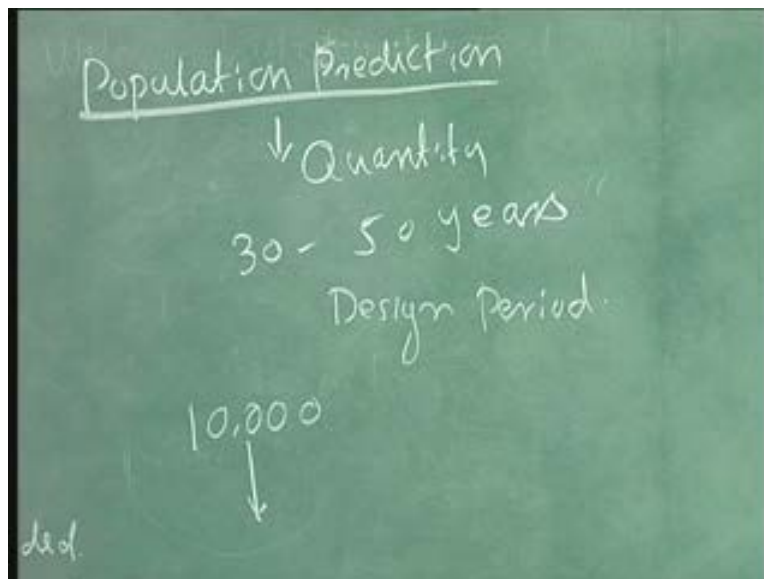 Population Prediction
↓ Quantity
30 - 50 years
Design Period.
10,000
↓